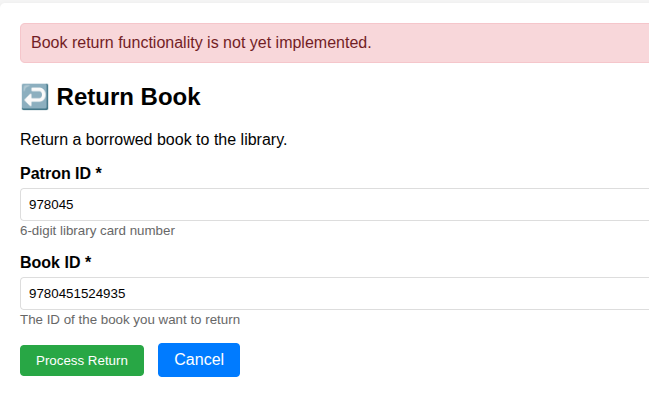 Book return functionality is not yet implemented.
Return Book
Return a borrowed book to the library.
Patron ID *
978045
6-digit library card number
Book ID *
9780451524935
The ID of the book you want to return
Process Return Cancel